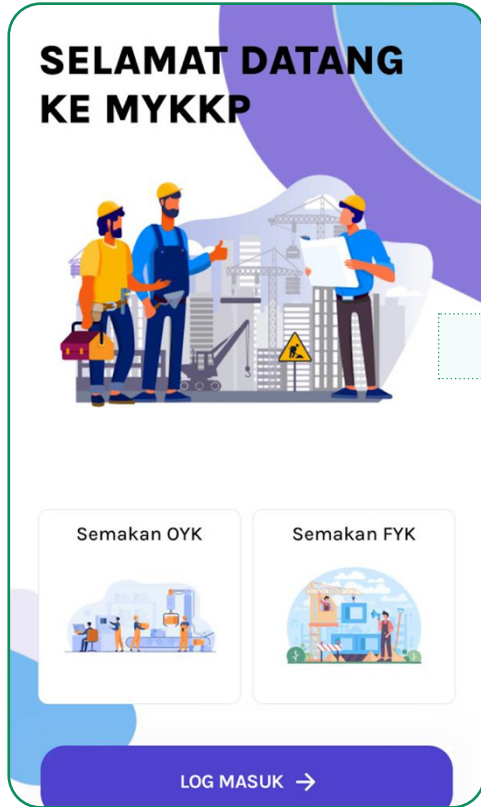 SELAMAT DATANG
KE MYKKP
Semakan OYK
Semakan FYK
LOG MASUK →